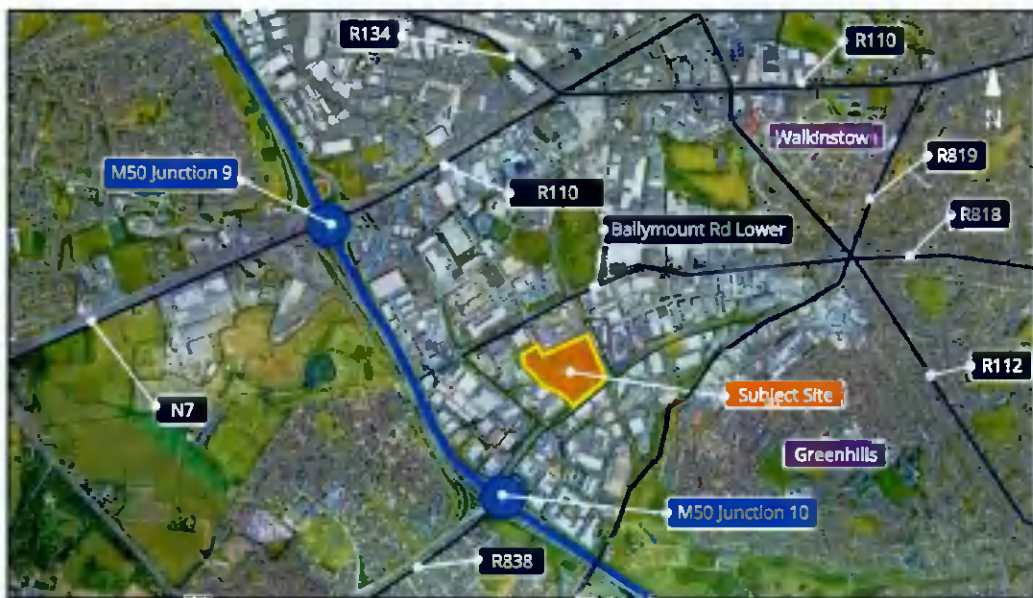 R134
R110
N
Walkinstown
M50 Junction 9
R819
R110
R818
Ballymount Rd Lower
R112
Subject Site
N7
Greenhills
M50 Junction 10
R838